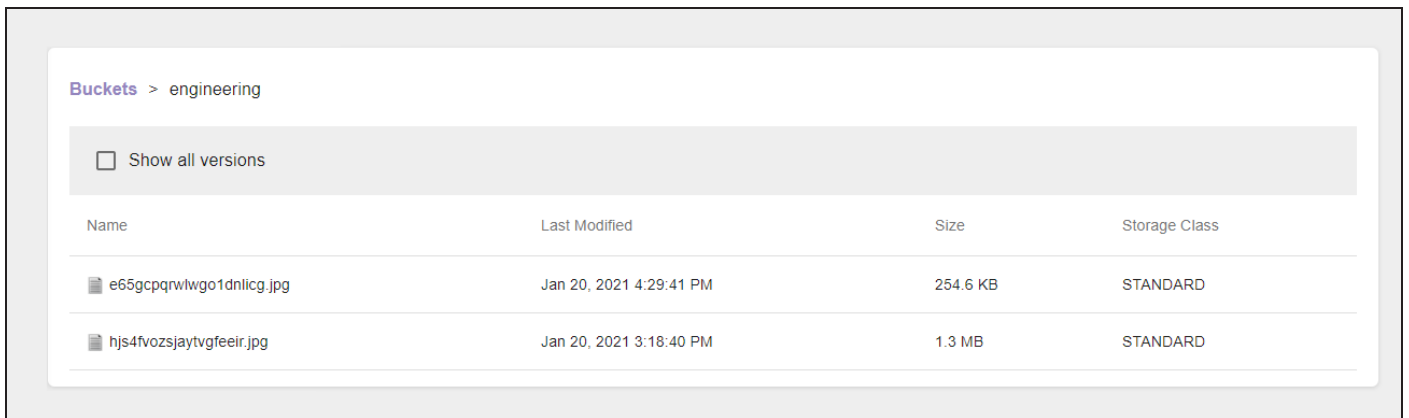 Buckets > engineering
Show all versions
Name Last Modified Size Storage Class
e65gcpqrwlwgo1dnlicg.jpg Jan 20, 2021 4:29:41 PM 254.6 KB STANDARD
hjs4fvozsjaytvgfeeir.jpg Jan 20, 2021 3:18:40 PM 1.3 MB STANDARD